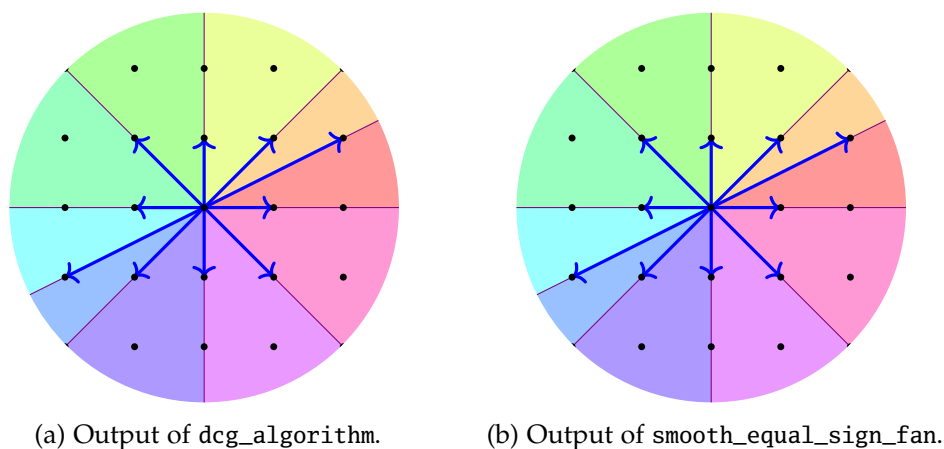 (a) Output of dcg_algorithm.
(b) Output of smooth_equal_sign_fan.